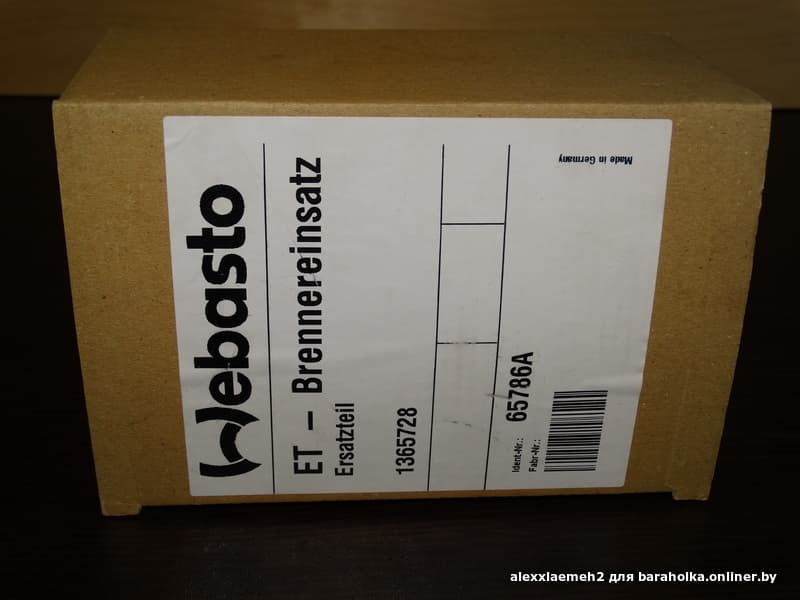 Webasto
ET - Brennereinsatz
Ersatzteil
1365728
Ident-Nr.: 65786A
Fabr-Nr.:
Made in Germany
alexxlaemeh2 для baraholka.onliner.by